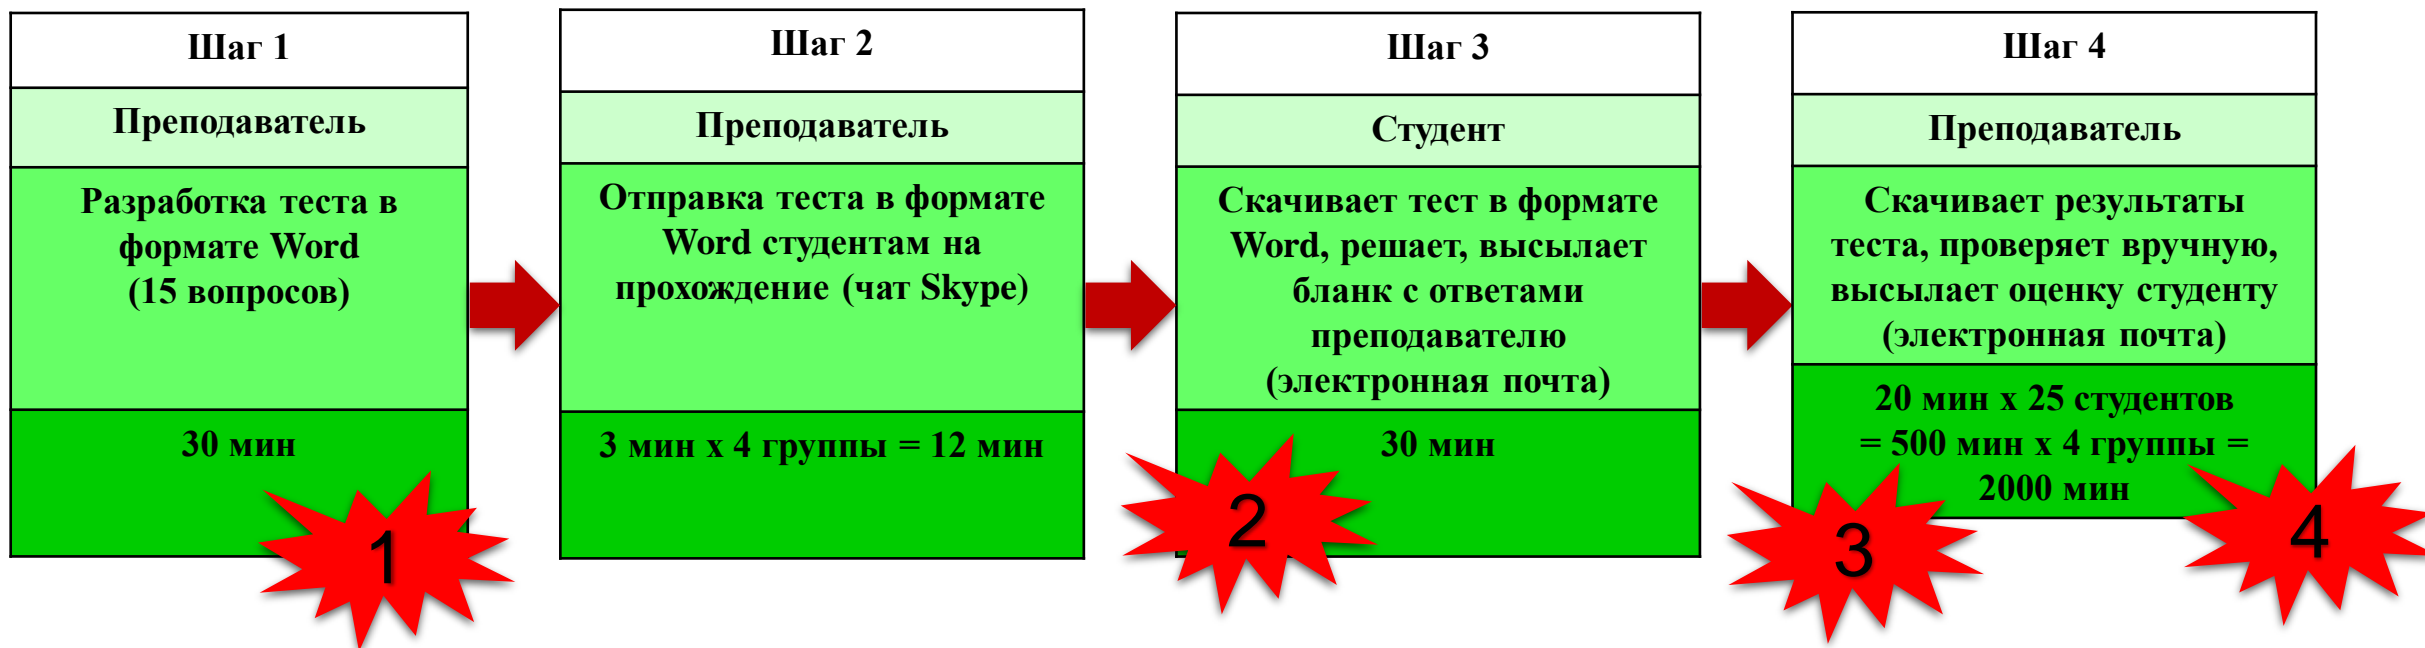 Шаг 1
Преподаватель
Разработка теста в
формате Word
(15 вопросов)
30 мин
1
Шаг 2
Преподаватель
Отправка теста в формате
Word студентам на
прохождение (чат Skype)
3 мин х 4 группы = 12 мин
Шаг 3
Студент
Скачивает тест в формате
Word, решает, высылает
бланк с ответами
преподавателю
(электронная почта)
30 мин
2
Шаг 4
Преподаватель
Скачивает результаты
теста, проверяет вручную,
высылает оценку студенту
(электронная почта)
20 мин х 25 студентов
= 500 мин х 4 группы =
2000 мин
3
4